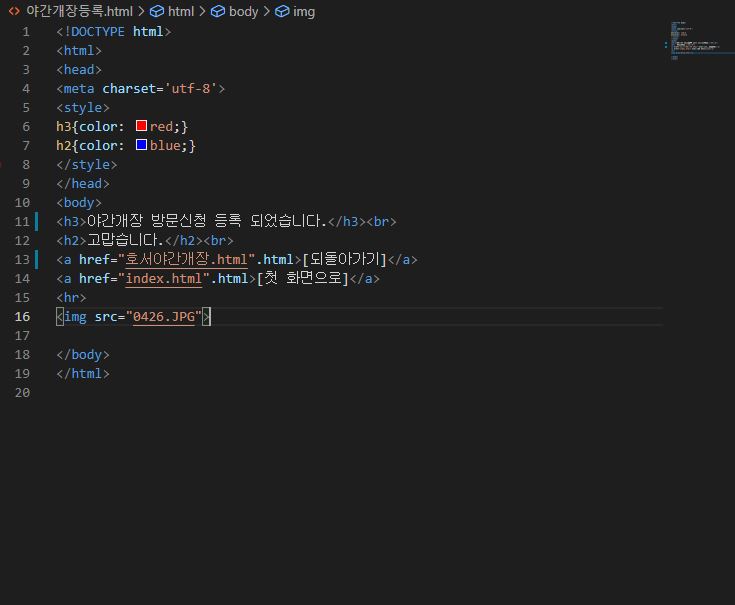 야간개장등록.html > html > body > img
1 <!DOCTYPE html>
2 <html>
3 <head>
4 <meta charset='utf-8'>
5 <style>
6 h3{color: red;}
7 h2{color: blue;}
8 </style>
9 </head>
10 <body>
11 <h3>야간개장 방문신청 등록 되었습니다.</h3><br>
12 <h2>고맙습니다.</h2><br>
13 <a href="호서야간개장.html".html>[되돌아가기]</a>
14 <a href="index.html".html>[첫 화면으로]</a>
15 <hr>
16 <img src="0426.JPG">
17
18 </body>
19 </html>
20